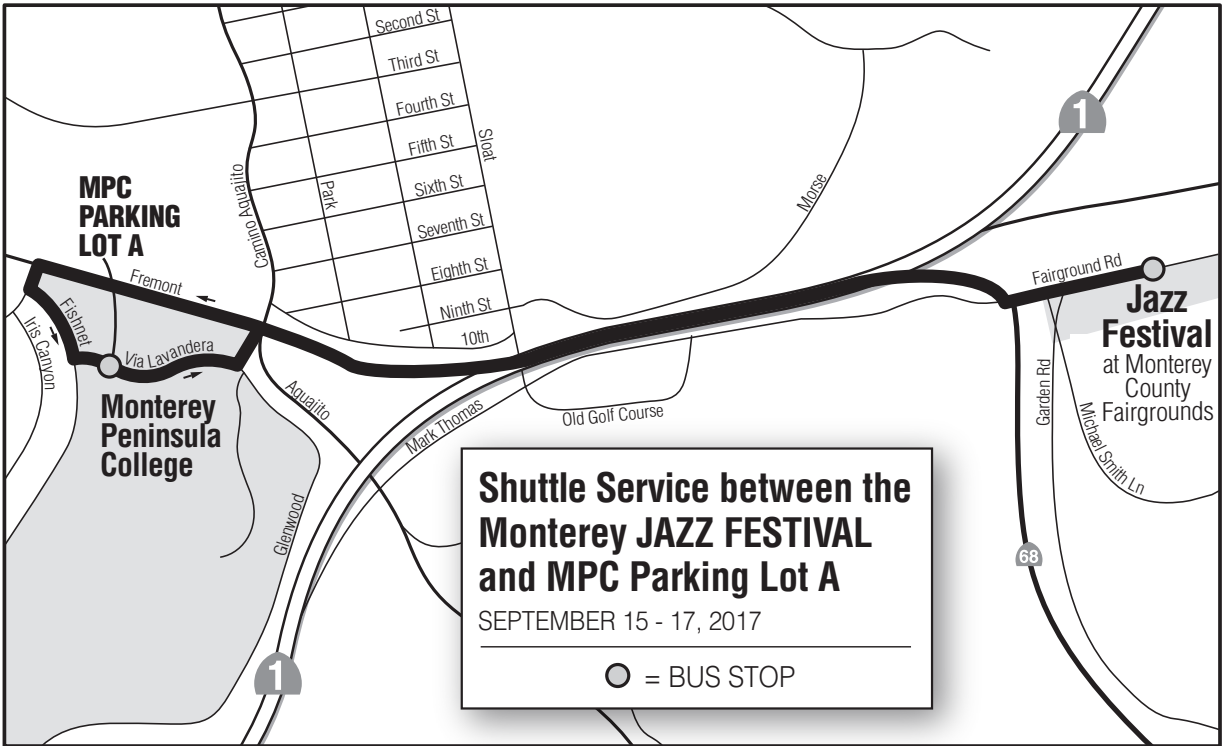 Second St
Third St
Fourth St
Fifth St
Sixth St
Seventh St
Eighth St
Ninth St
10th
Sloat
Park
Camino Aquajito
Morse
1
MPC
PARKING
LOT A
Fremont
Fishnet
Iris Canyon
Via Lavandera
Monterey
Peninsula
College
Aguajito
Glenwood
Mark Thomas
Old Golf Course
Fairground Rd
Jazz
Festival
at Monterey
County
Fairgrounds
Garden Rd
Michael Smith Ln
68
1
Shuttle Service between the
Monterey JAZZ FESTIVAL
and MPC Parking Lot A
SEPTEMBER 15 - 17, 2017
= BUS STOP